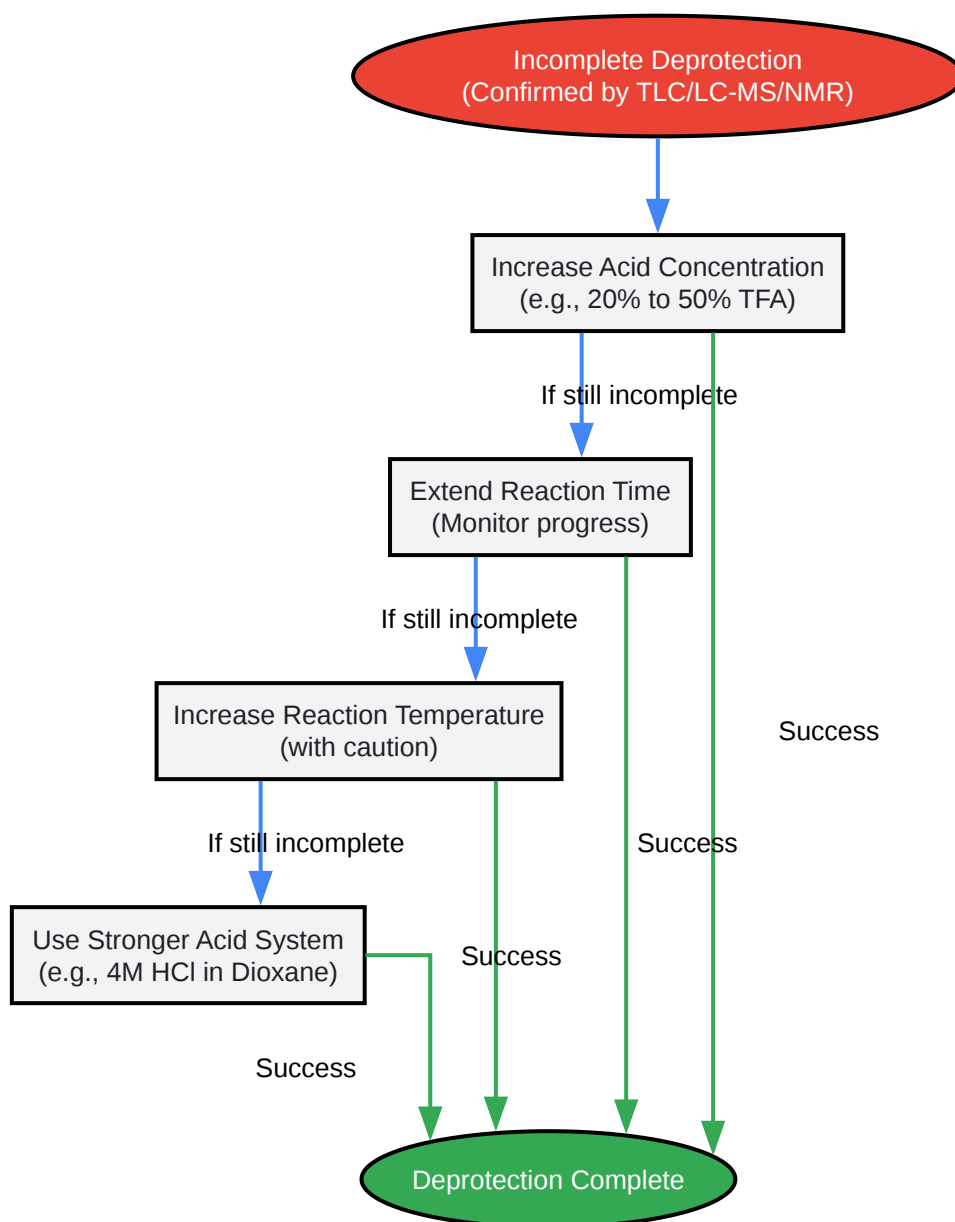 Incomplete Deprotection
(Confirmed by TLC/LC-MS/NMR)
Increase Acid Concentration
(e.g., 20% to 50% TFA)
If still incomplete
Extend Reaction Time
(Monitor progress)
If still incomplete
Increase Reaction Temperature
(with caution)
Success
If still incomplete
Success
Use Stronger Acid System
(e.g., 4M HCl in Dioxane)
Success
Success
Deprotection Complete